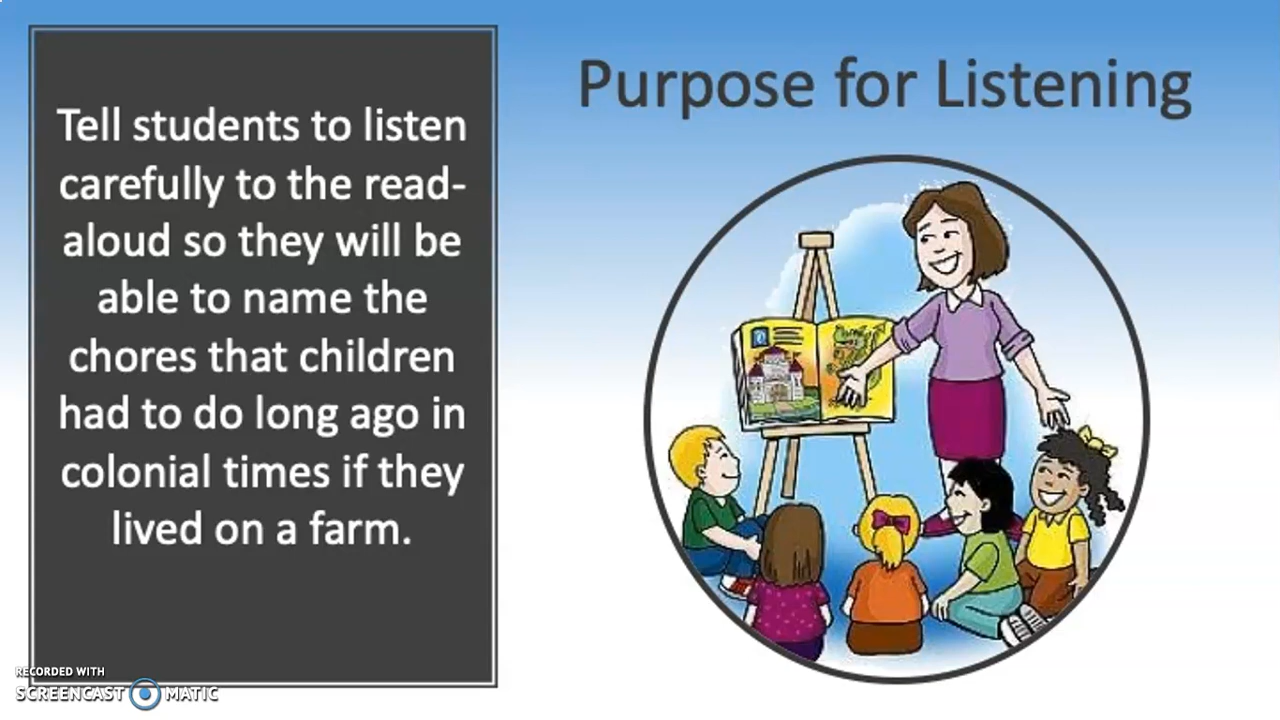 Purpose for Listening
Tell students to listen
carefully to the read-
aloud so they will be
able to name the
chores that children
had to do long ago in
colonial times if they
lived on a farm.
RECORDED WITH
SCREENCAST MATIC